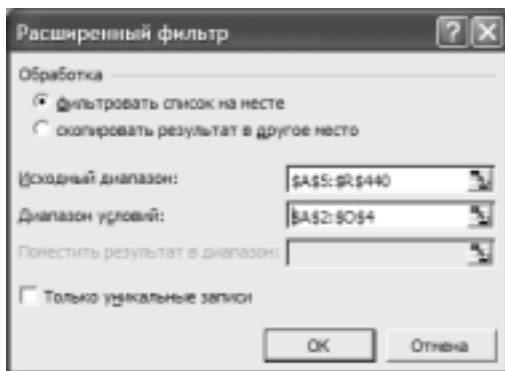 Расширенный фильтр
Обработка
фильтровать список на месте
скопировать результат в другое место
Исходный диапазон: $A$5:$R$440
Диапазон условий: $A$2:$O$4
Поместить результат в диапазон:
Только уникальные записи
ОК Отмена